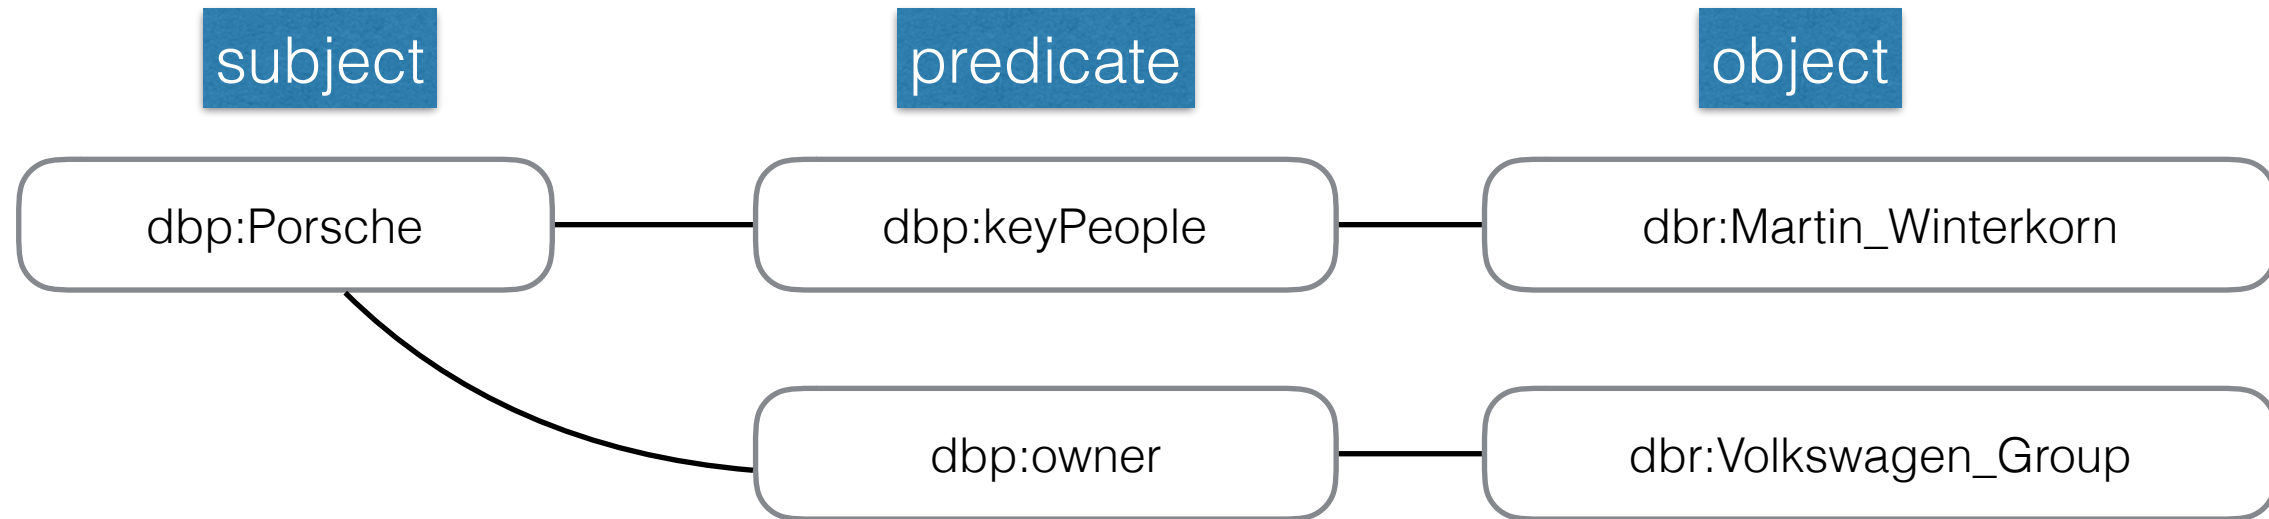 subject
predicate
object
dbp:Porsche
dbp:keyPeople
dbr:Martin_Winterkorn
dbp:owner
dbr:Volkswagen_Group